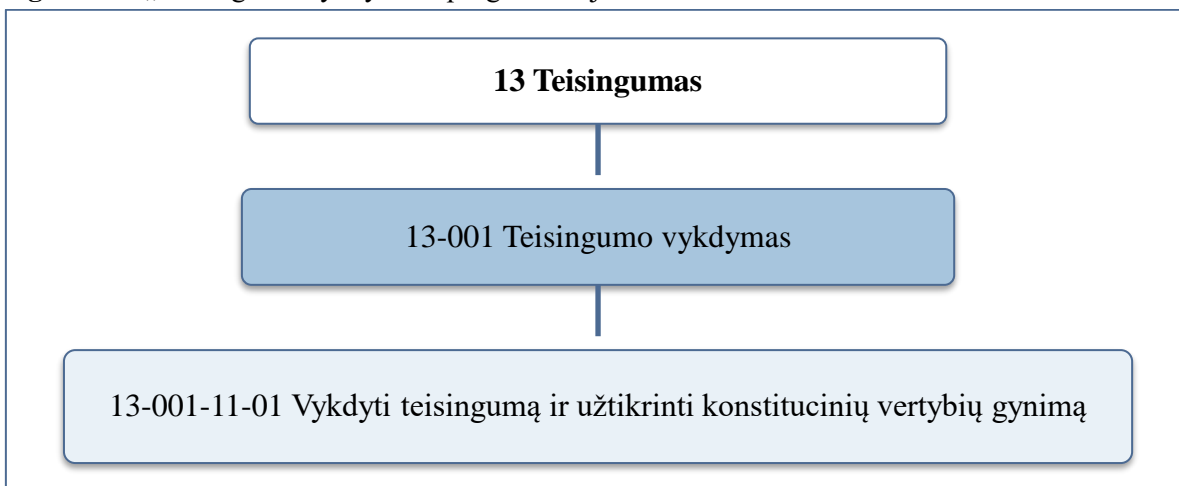 13 Teisingumas
13-001 Teisingumo vykdymas
13-001-11-01 Vykdyti teisingumą ir užtikrinti konstitucinių vertybių gynimą